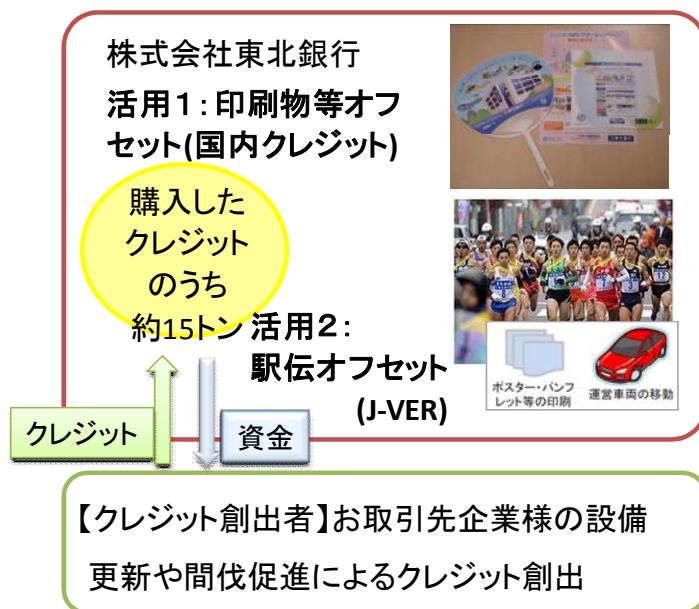 株式会社東北銀行
活用１：印刷物等オフ
セット(国内クレジット)
購入した
クレジット
のうち
約15トン
活用２：
駅伝オフセット
(J-VER)
ポスター・パンフ
レット等の印刷
運営車両の移動
クレジット
資金
【クレジット創出者】お取引先企業様の設備
更新や間伐促進によるクレジット創出